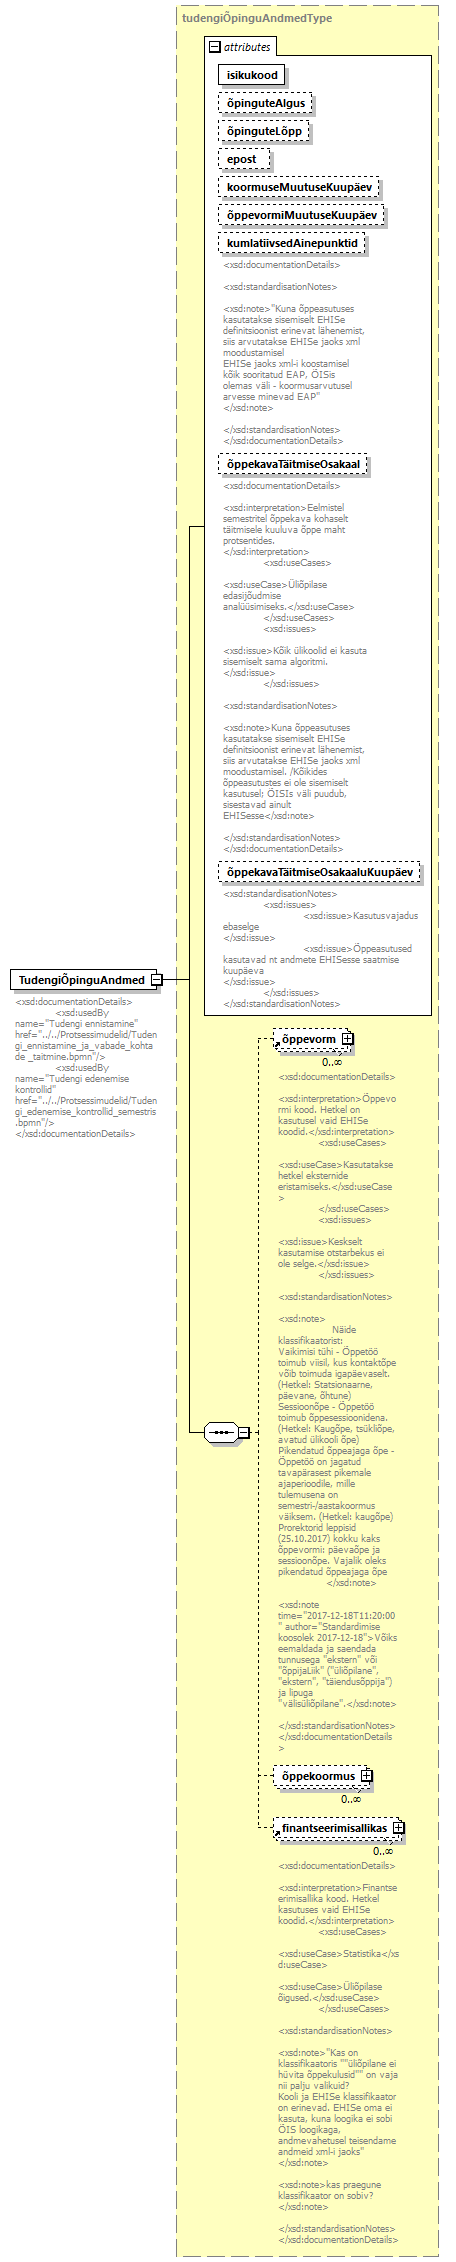 tudengiÕpinguAndmedType
attributes
isikukood
õpinguteAlgus
õpinguteLõpp
epost
koormuseMuutuseKuupäev
õppevormiMuutuseKuupäev
kumlatiivsedAinepunktid
<xsd:documentationDetails>
<xsd:standardisationNotes>
<xsd:note>"Kuna õppeasutuses
kasutatakse sisemiselt EHISe
definitsioonist erinevat lähenemist,
siis arvutatakse EHISe jaoks xml
moodustamisel
EHISe jaoks xml-i koostamisel
kõik sooritatud EAP, ÕISis
olemas väli - koormusarvutusel
arvesse minevad EAP"
</xsd:note>
</xsd:standardisationNotes>
</xsd:documentationDetails>
õppekavaTäitmiseOsakaal
<xsd:documentationDetails>
<xsd:interpretation>Eelmistel
semestritel õppekava kohaselt
täitmisele kuuluva õppe maht
protsentides.
</xsd:interpretation>
<xsd:useCases>
<xsd:useCase>Üliõpilase
edasijõudmise
analüüsimiseks.</xsd:useCase>
</xsd:useCases>
<xsd:issues>
<xsd:issue>Kõik ülikoolid ei kasuta
sisemiselt sama algoritmi.
</xsd:issue>
</xsd:issues>
<xsd:standardisationNotes>
<xsd:note>Kuna õppeasutuses
kasutatakse sisemiselt EHISe
definitsioonist erinevat lähenemist,
siis arvutatakse EHISe jaoks xml
moodustamisel. /Kõikides
õppeasutustes ei ole sisemiselt
kasutusel; ÕISIs väli puudub,
sisestavad ainult
EHISesse</xsd:note>
</xsd:standardisationNotes>
</xsd:documentationDetails>
õppekavaTäitmiseOsakaaluKuupäev
<xsd:standardisationNotes>
<xsd:issues>
<xsd:issue>Kasutusvajadus
ebaselge
</xsd:issue>
<xsd:issue>Õppeasutused
kasutavad nt andmete EHISesse saatmise
kuupäeva
</xsd:issue>
</xsd:issues>
</xsd:standardisationNotes>
TudengiÕpinguAndmed
<xsd:documentationDetails>
<xsd:usedBy
name="Tudengi ennistamine"
href="../../Protsessimudelid/Tuden
gi_ennistamine_ja_vabade_kohta
de _taitmine.bpmn"/>
<xsd:usedBy
name="Tudengi edenemise
kontrollid"
href="../../Protsessimudelid/Tuden
gi_edenemise_kontrollid_semestris
.bpmn"/>
</xsd:documentationDetails>
õppevorm
0..∞
<xsd:documentationDetails>
<xsd:interpretation>Õppevo
rmi kood. Hetkel on
kasutusel vaid EHISe
koodid.</xsd:interpretation>
<xsd:useCases>
<xsd:useCase>Kasutatakse
hetkel eksternide
eristamiseks.</xsd:useCase
>
</xsd:useCases>
<xsd:issues>
<xsd:issue>Keskselt
kasutamise otstarbekus ei
ole selge.</xsd:issue>
</xsd:issues>
<xsd:standardisationNotes>
<xsd:note>
Näide
klassifikaatorist:
Vaikimisi tühi - Õppetöö
toimub viisil, kus kontaktõpe
võib toimuda igapäevaselt.
(Hetkel: Statsionaarne,
päevane, õhtune)
Sessioonõpe - Õppetöö
toimub õppesessioonidena.
(Hetkel: Kaugõpe, tsükliõpe,
avatud ülikooli õpe)
Pikendatud õppeajaga õpe -
Õppetöö on jagatud
tavapärasest pikemale
ajaperioodile, mille
tulemusena on
semestri-/aastakoormus
väiksem. (Hetkel: kaugõpe)
Prorektorid leppisid
(25.10.2017) kokku kaks
õppevormi: päevaõpe ja
sessioonõpe. Vajalik oleks
pikendatud õppeajaga õpe
</xsd:note>
<xsd:note
time="2017-12-18T11:20:00
" author="Standardimise
koosolek 2017-12-18">Võiks
eemaldada ja saendada
tunnusega "ekstern" või
"õppijaLiik" ("üliõpilane",
"ekstern", "täiendusõppija")
ja lipuga
"välisüliõpilane".</xsd:note>
</xsd:standardisationNotes>
</xsd:documentationDetails
>
õppekoormus
0..∞
finantseerimisallikas
0..∞
<xsd:documentationDetails>
<xsd:interpretation>Finantse
erimisallika kood. Hetkel
kasutuses vaid EHISe
koodid.</xsd:interpretation>
<xsd:useCases>
<xsd:useCase>Statistika</xs
d:useCase>
<xsd:useCase>Üliõpilase
õigused.</xsd:useCase>
</xsd:useCases>
<xsd:standardisationNotes>
<xsd:note>"Kas on
klassifikaatoris ""üliõpilane ei
hüvita õppekulusid"" on vaja
nii palju valikuid?
Kooli ja EHISe klassifikaator
on erinevad. EHISe oma ei
kasuta, kuna loogika ei sobi
ÕIS loogikaga,
andmevahetusel teisendame
andmeid xml-i jaoks"
</xsd:note>
<xsd:note>kas praegune
klassifikaator on sobiv?
</xsd:note>
</xsd:standardisationNotes>
</xsd:documentationDetails>